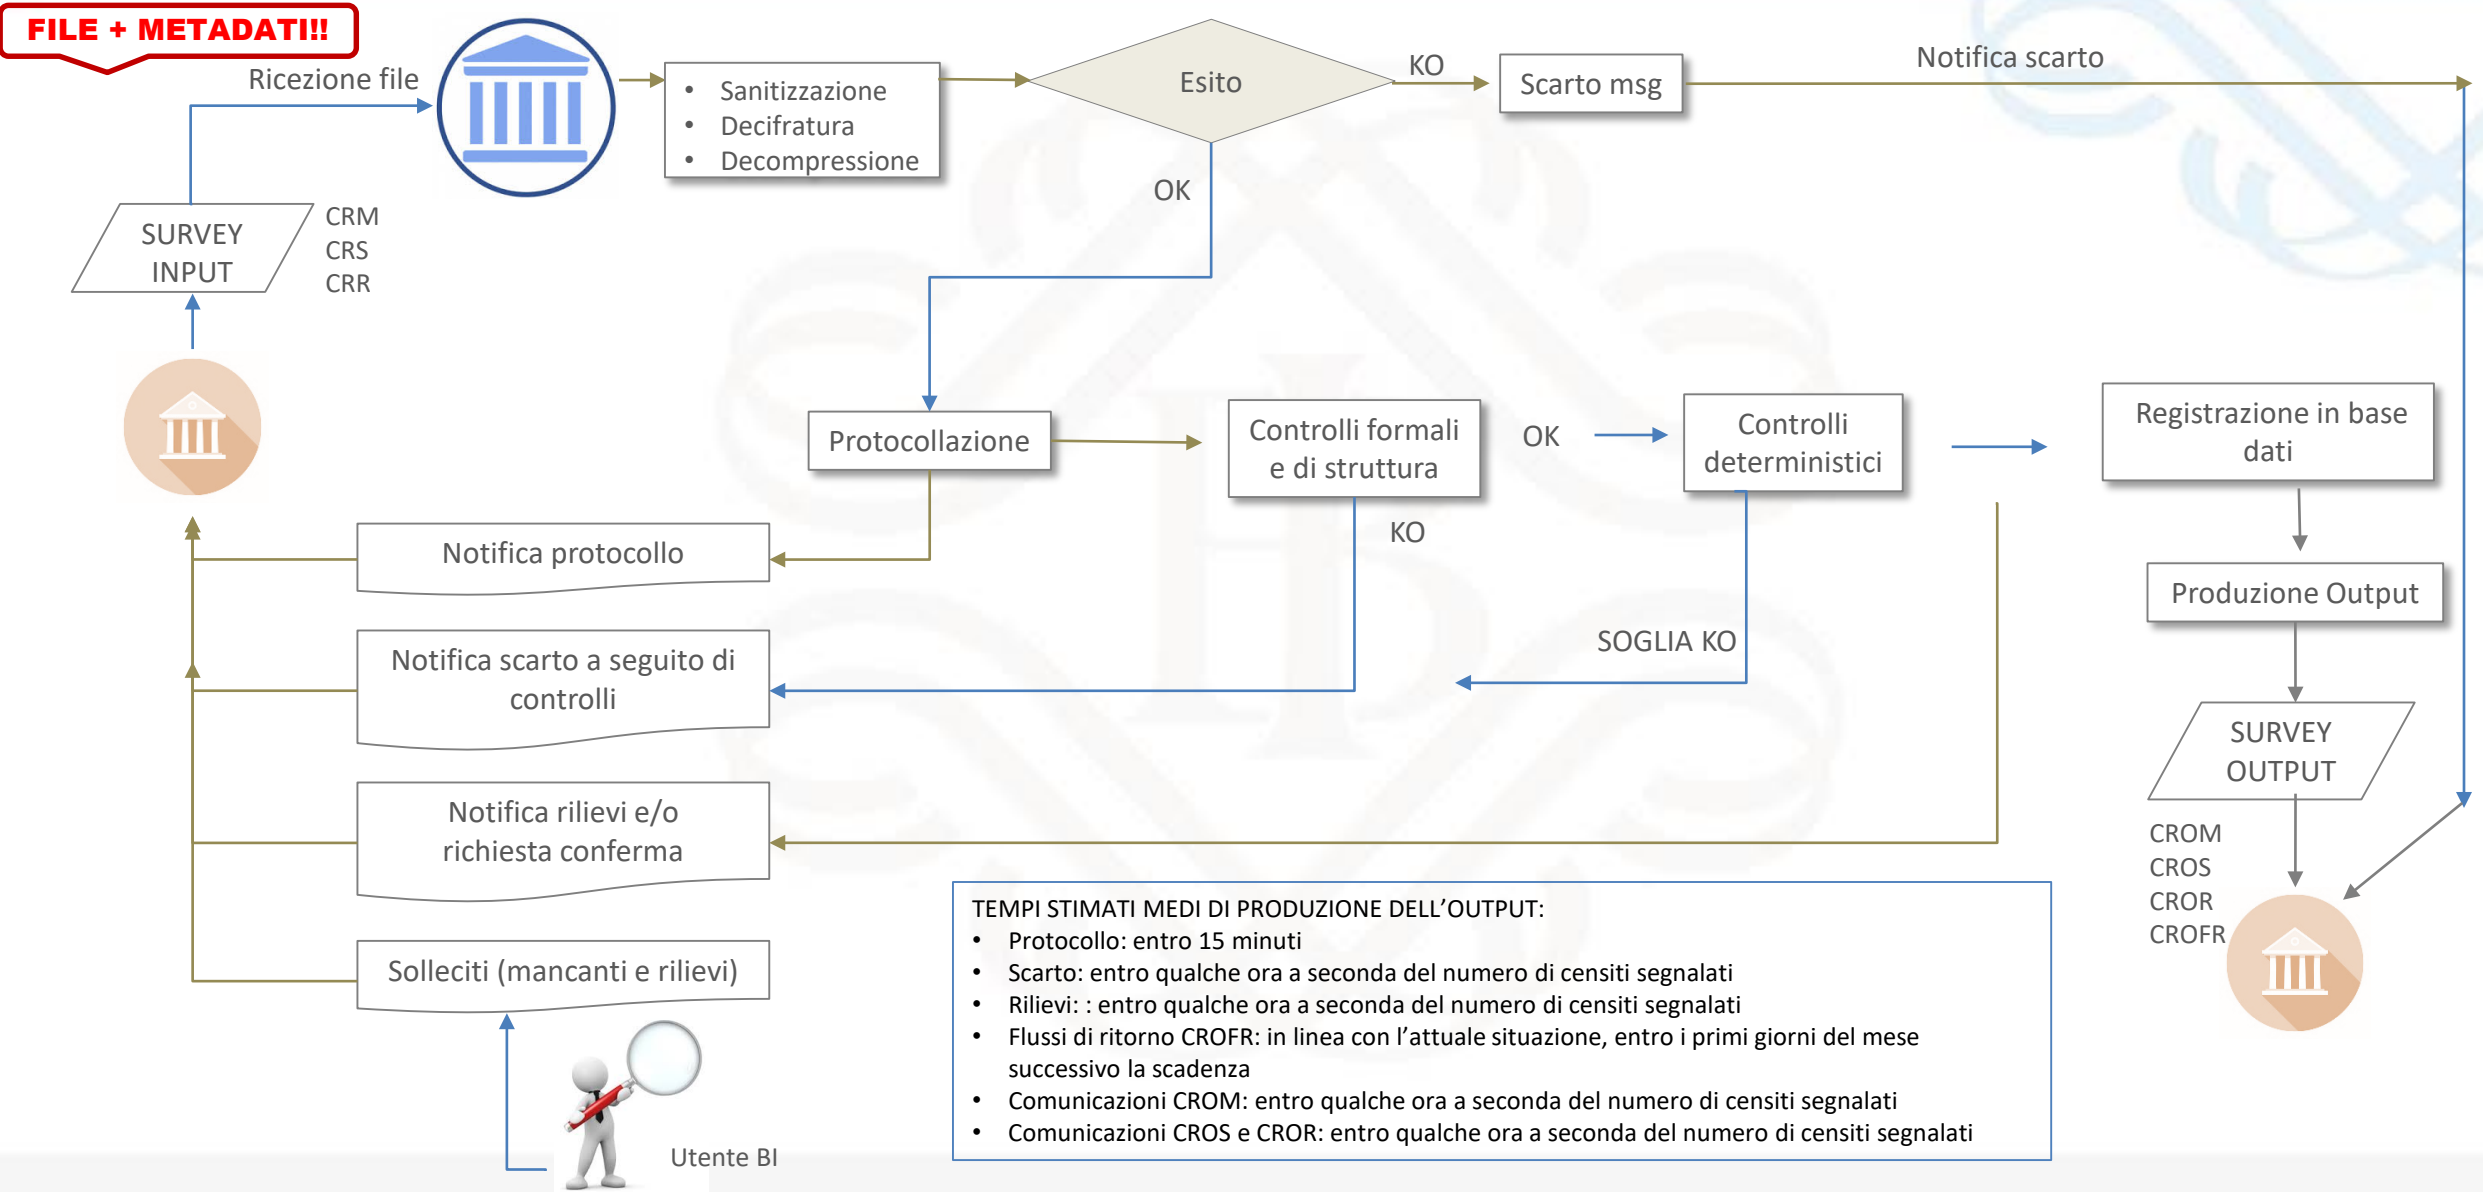 FILE + METADATI!!
Ricezione file
• Sanitizzazione
• Decifratura
• Decompressione
Esito
KO
Scarto msg
Notifica scarto
OK
SURVEY
INPUT
CRM
CRS
CRR
Protocollazione
Controlli formali
e di struttura
OK
Controlli
deterministici
Registrazione in base
dati
KO
Notifica protocollo
Produzione Output
SOGLIA KO
Notifica scarto a seguito di
controlli
SURVEY
OUTPUT
Notifica rilievi e/o
richiesta conferma
CROM
CROS
CROR
CROFR
Solleciti (mancanti e rilievi)
TEMPI STIMATI MEDI DI PRODUZIONE DELL’OUTPUT:
• Protocollo: entro 15 minuti
• Scarto: entro qualche ora a seconda del numero di censiti segnalati
• Rilievi: : entro qualche ora a seconda del numero di censiti segnalati
• Flussi di ritorno CROFR: in linea con l’attuale situazione, entro i primi giorni del mese
successivo la scadenza
• Comunicazioni CROM: entro qualche ora a seconda del numero di censiti segnalati
• Comunicazioni CROS e CROR: entro qualche ora a seconda del numero di censiti segnalati
Utente BI